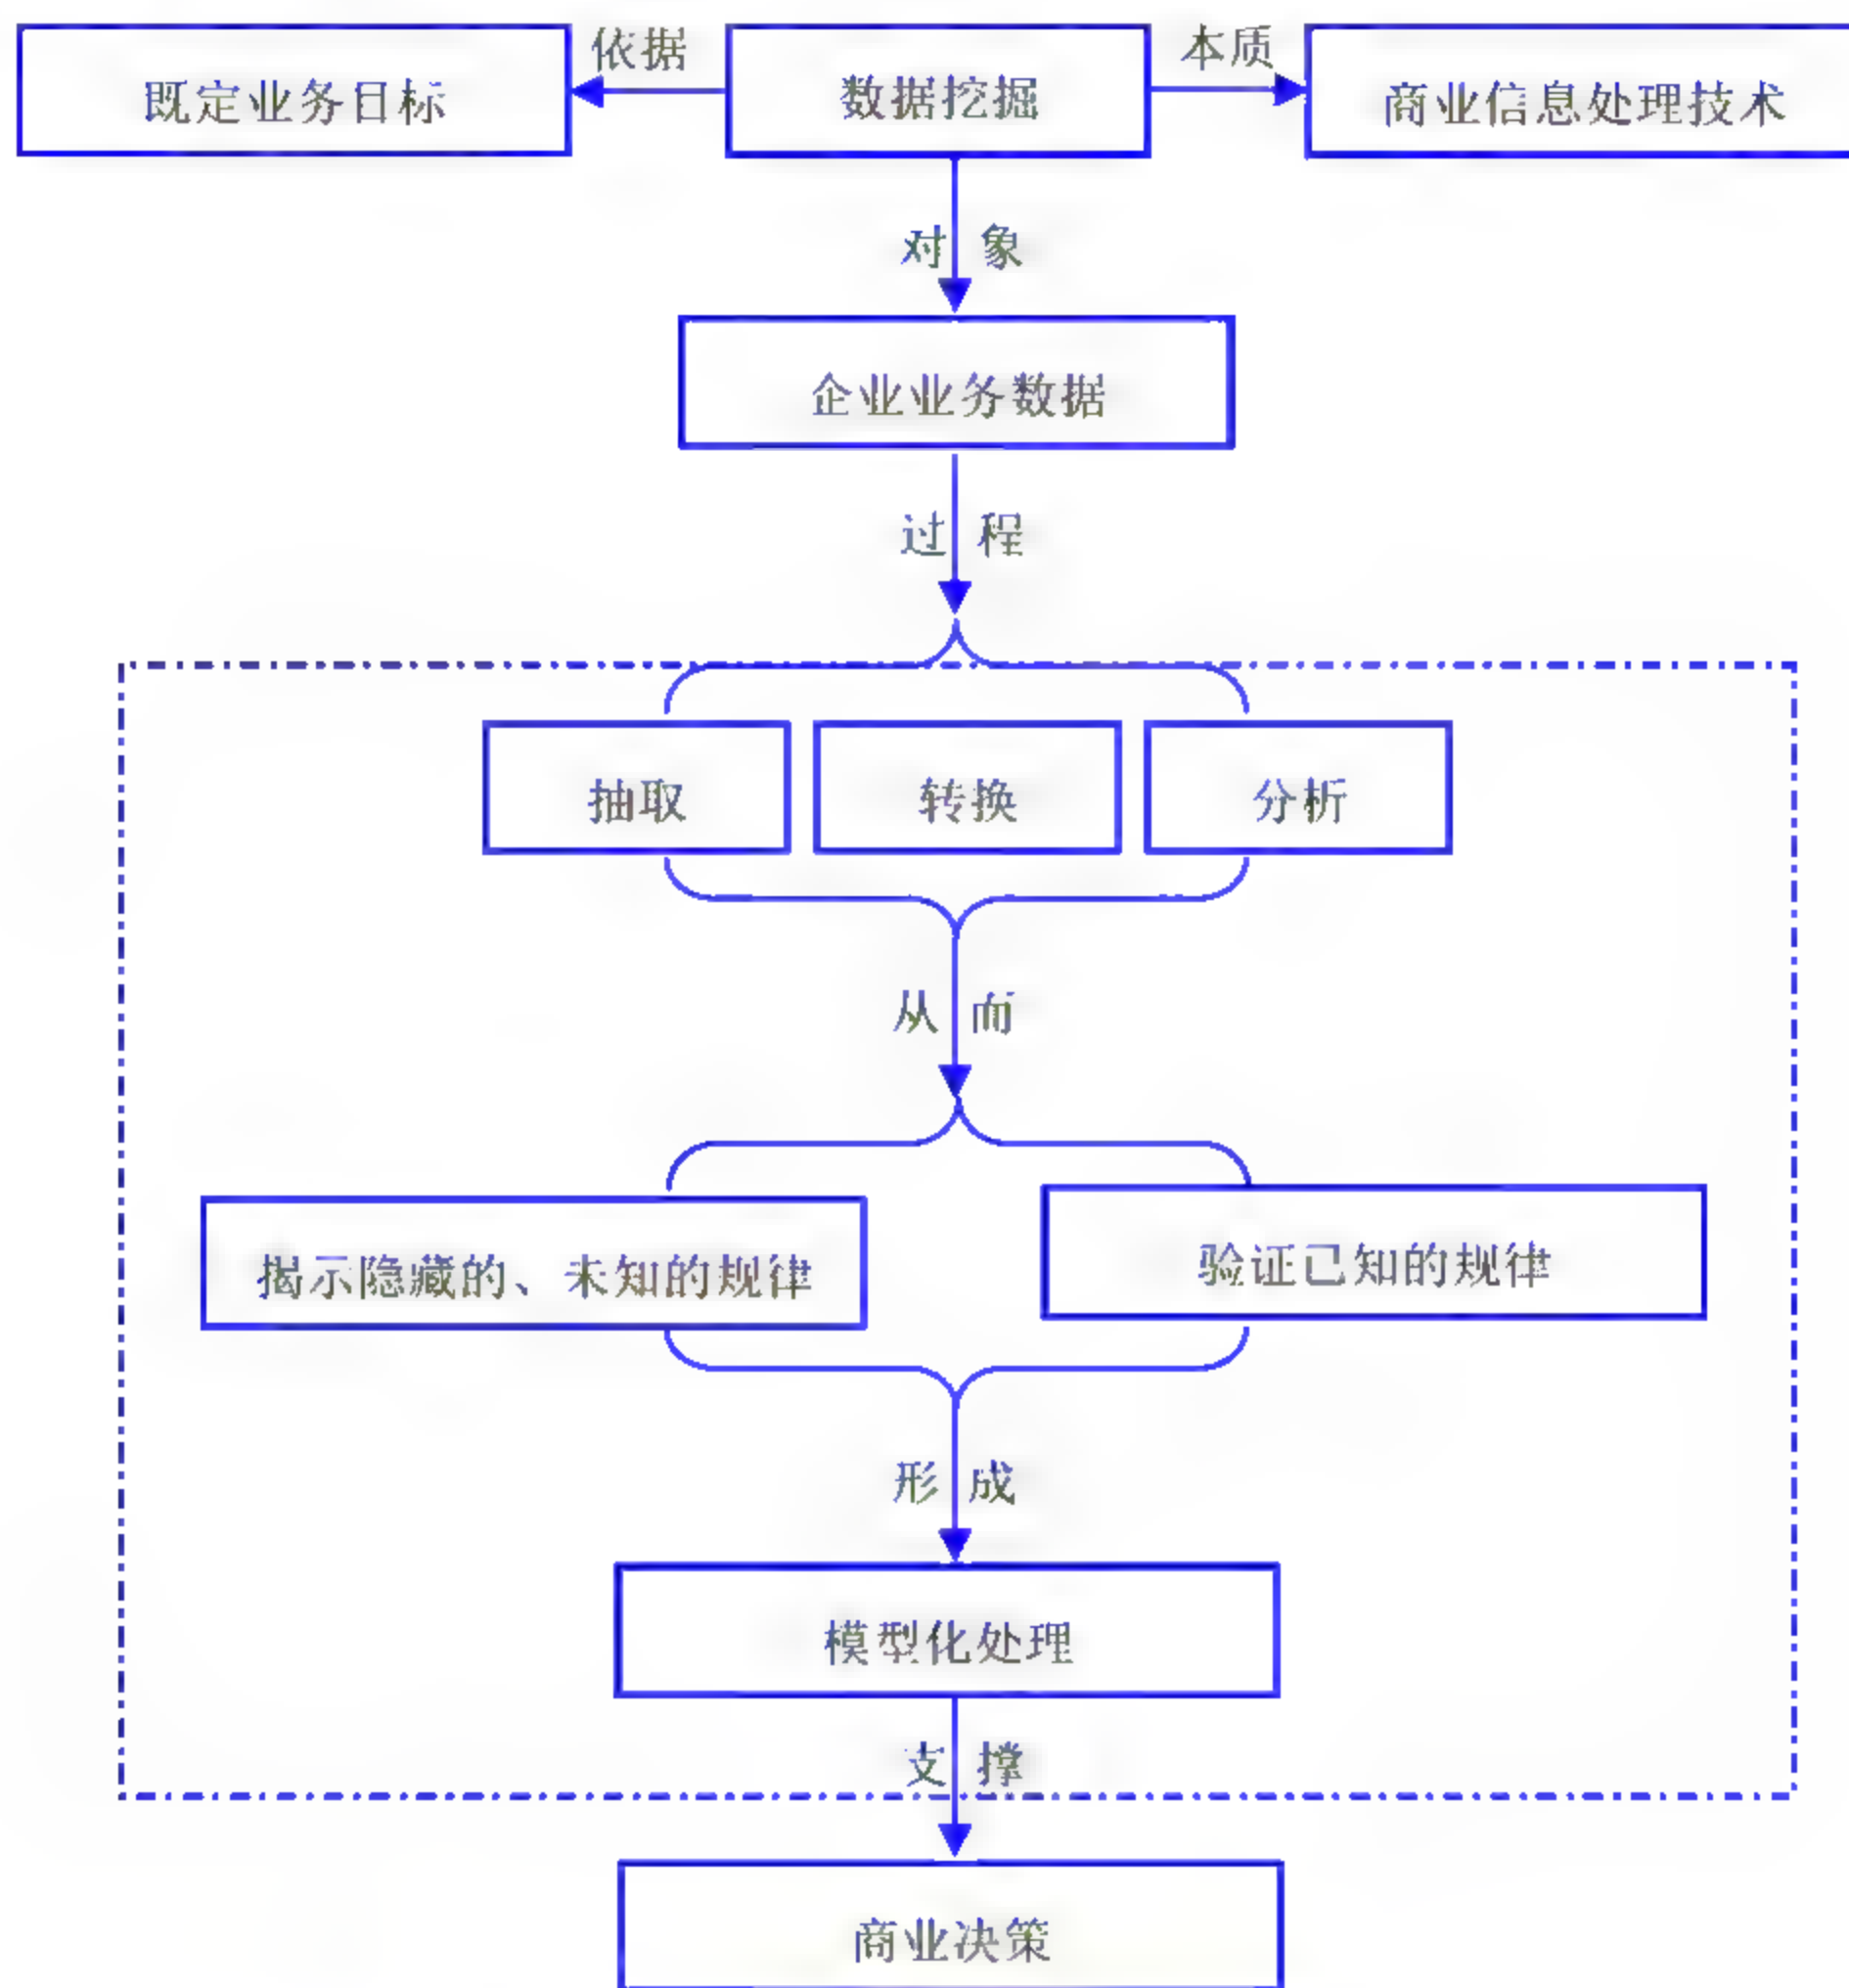 既定业务目标
依据
数据挖掘
本质
商业信息处理技术
对象
企业业务数据
过程
抽取
转换
分析
从而
揭示隐藏的、未知的规律
验证已知的规律
形成
模型化处理
支撑
商业决策